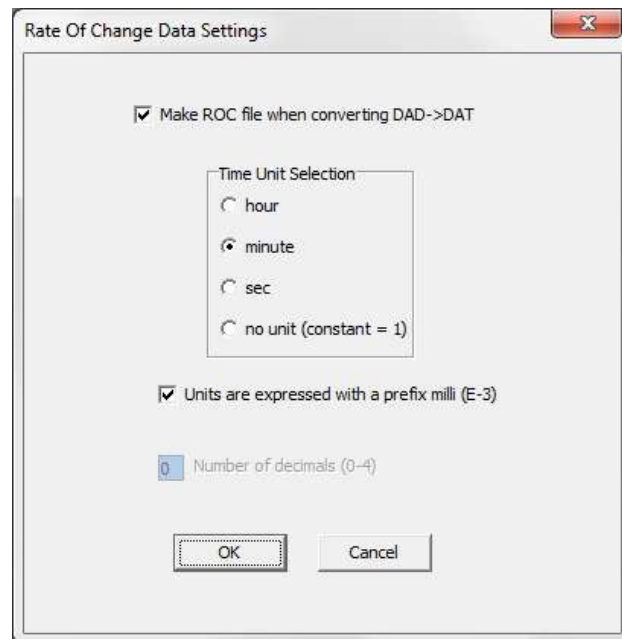 Rate Of Change Data Settings
Make ROC file when converting DAD->DAT
Time Unit Selection
hour
minute
sec
no unit (constant = 1)
Units are expressed with a prefix milli (E-3)
0 Number of decimals (0-4)
OK Cancel